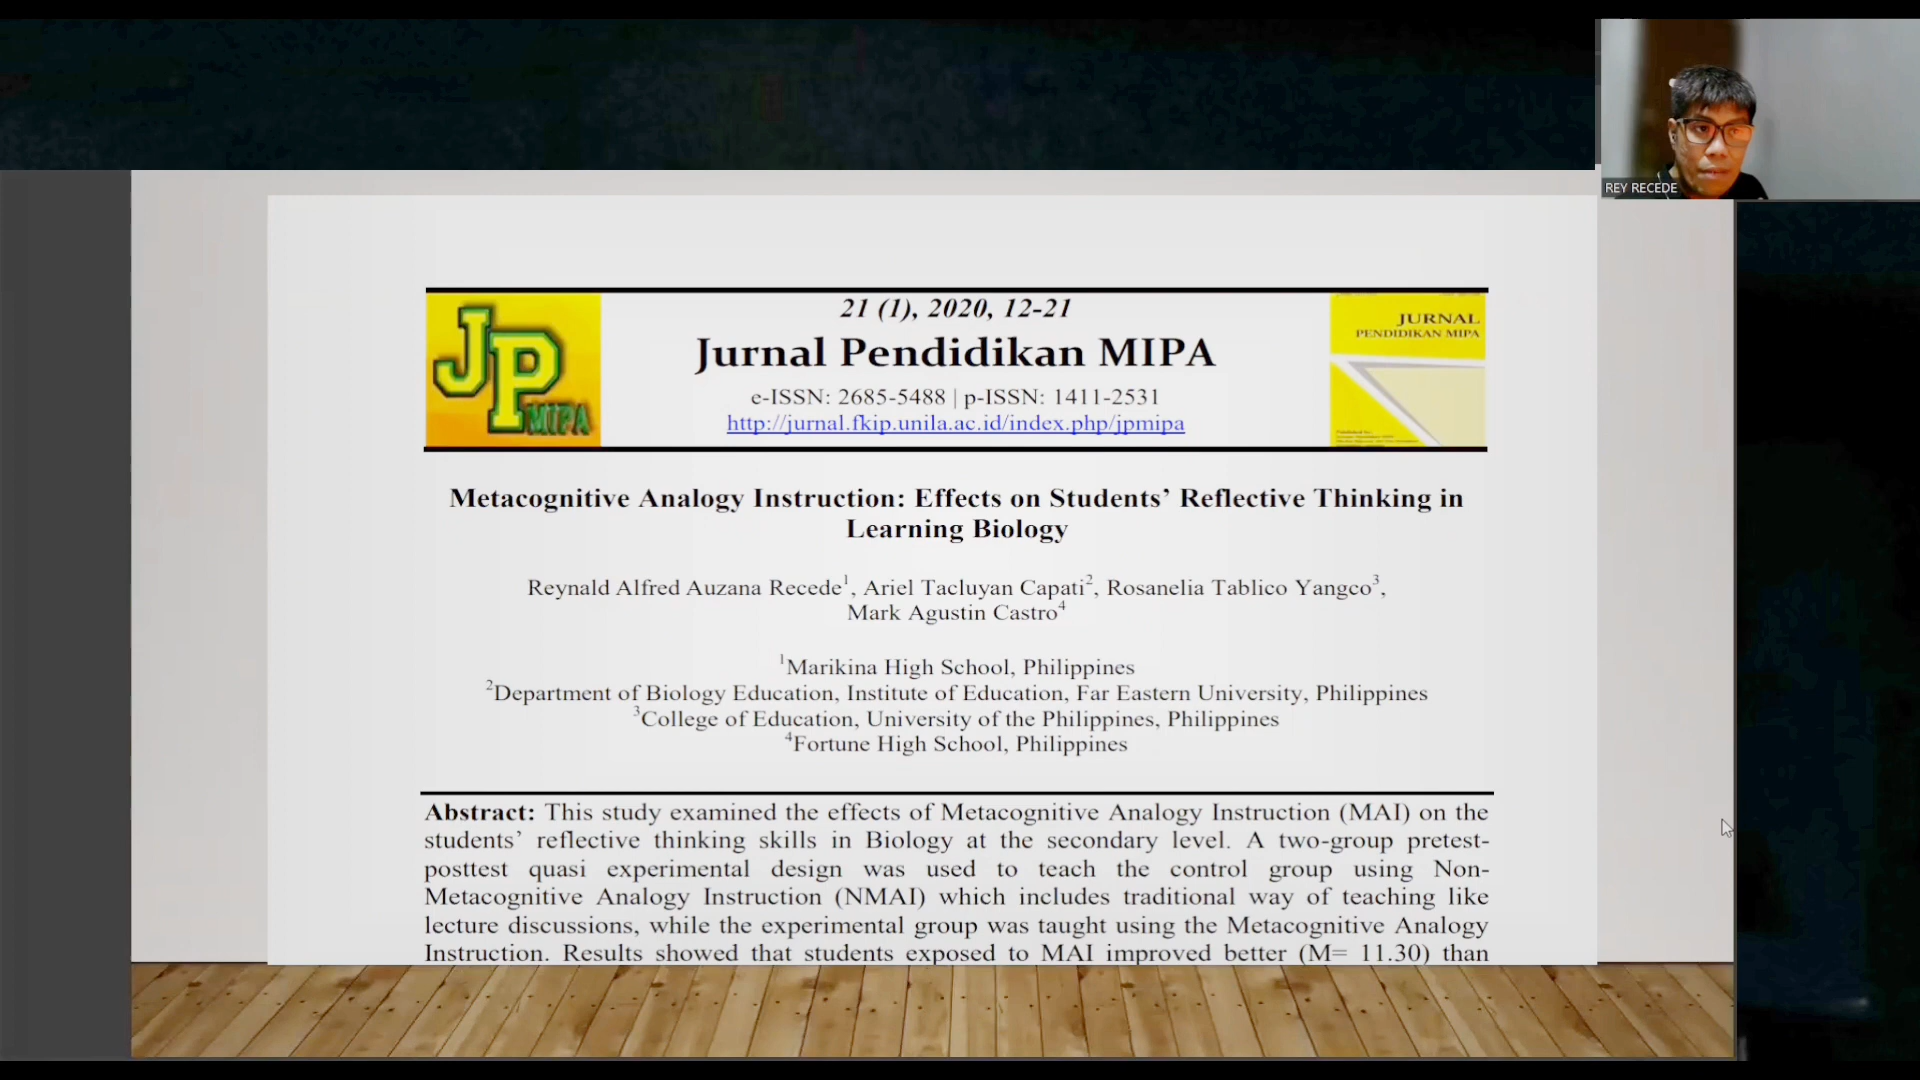 REY RECEDE
JP
MIPA
21 (1), 2020, 12-21
Jurnal Pendidikan MIPA
e-ISSN: 2685-5488 | p-ISSN: 1411-2531
http://jurnal.fkip.unila.ac.id/index.php/jpmipa
JURNAL
PENDIDIKAN MIPA
Metacognitive Analogy Instruction: Effects on Students’ Reflective Thinking in
Learning Biology
Reynald Alfred Auzana Recede1, Ariel Tacluyan Capati2, Rosanelia Tablico Yangco3,
Mark Agustin Castro4
1Marikina High School, Philippines
2Department of Biology Education, Institute of Education, Far Eastern University, Philippines
3College of Education, University of the Philippines, Philippines
4Fortune High School, Philippines
Abstract: This study examined the effects of Metacognitive Analogy Instruction (MAI) on the
students’ reflective thinking skills in Biology at the secondary level. A two-group pretest-
posttest quasi experimental design was used to teach the control group using Non-
Metacognitive Analogy Instruction (NMAI) which includes traditional way of teaching like
lecture discussions, while the experimental group was taught using the Metacognitive Analogy
Instruction. Results showed that students exposed to MAI improved better (M= 11.30) than